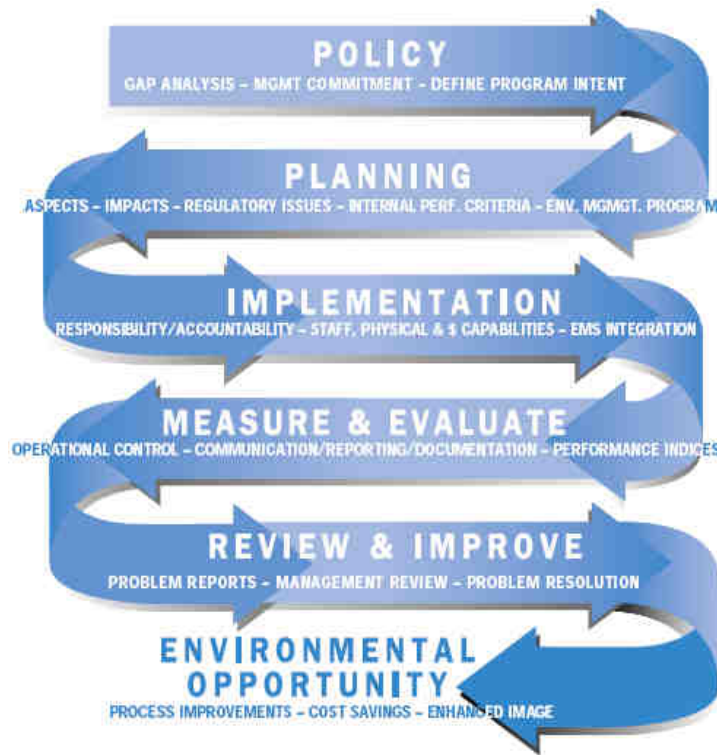 POLICY
GAP ANALYSIS – MGMT COMMITMENT – DEFINE PROGRAM INTENT
PLANNING
ASPECTS – IMPACTS – REGULATORY ISSUES – INTERNAL PERF. CRITERIA – ENV. MGMGT. PROGRAM
IMPLEMENTATION
RESPONSIBILITY/ACCOUNTABILITY – STAFF, PHYSICAL & $ CAPABILITIES – EMS INTEGRATION
MEASURE & EVALUATE
OPERATIONAL CONTROL – COMMUNICATION/REPORTING/DOCUMENTATION – PERFORMANCE INDICES
REVIEW & IMPROVE
PROBLEM REPORTS – MANAGEMENT REVIEW – PROBLEM RESOLUTION
ENVIRONMENTAL
OPPORTUNITY
PROCESS IMPROVEMENTS – COST SAVINGS – ENHANCED IMAGE